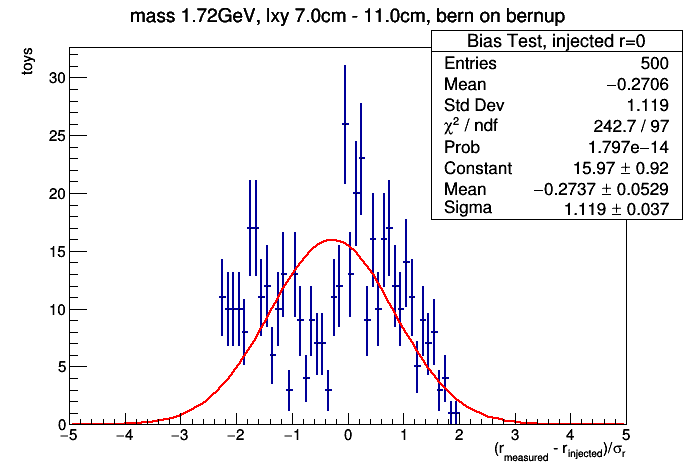 mass 1.72GeV, lxy 7.0cm - 11.0cm, bern on bernup
Bias Test, injected r=0
Entries 500
Mean −0.2706
Std Dev 1.119
χ² / ndf 242.7 / 97
Prob 1.797e−14
Constant 15.97 ± 0.92
Mean −0.2737 ± 0.0529
Sigma 1.119 ± 0.037
toys
30
25
20
15
10
5
0
−5 −4 −3 −2 −1 0 1 2 3 4 5
(r_measured - r_injected)/σ_r